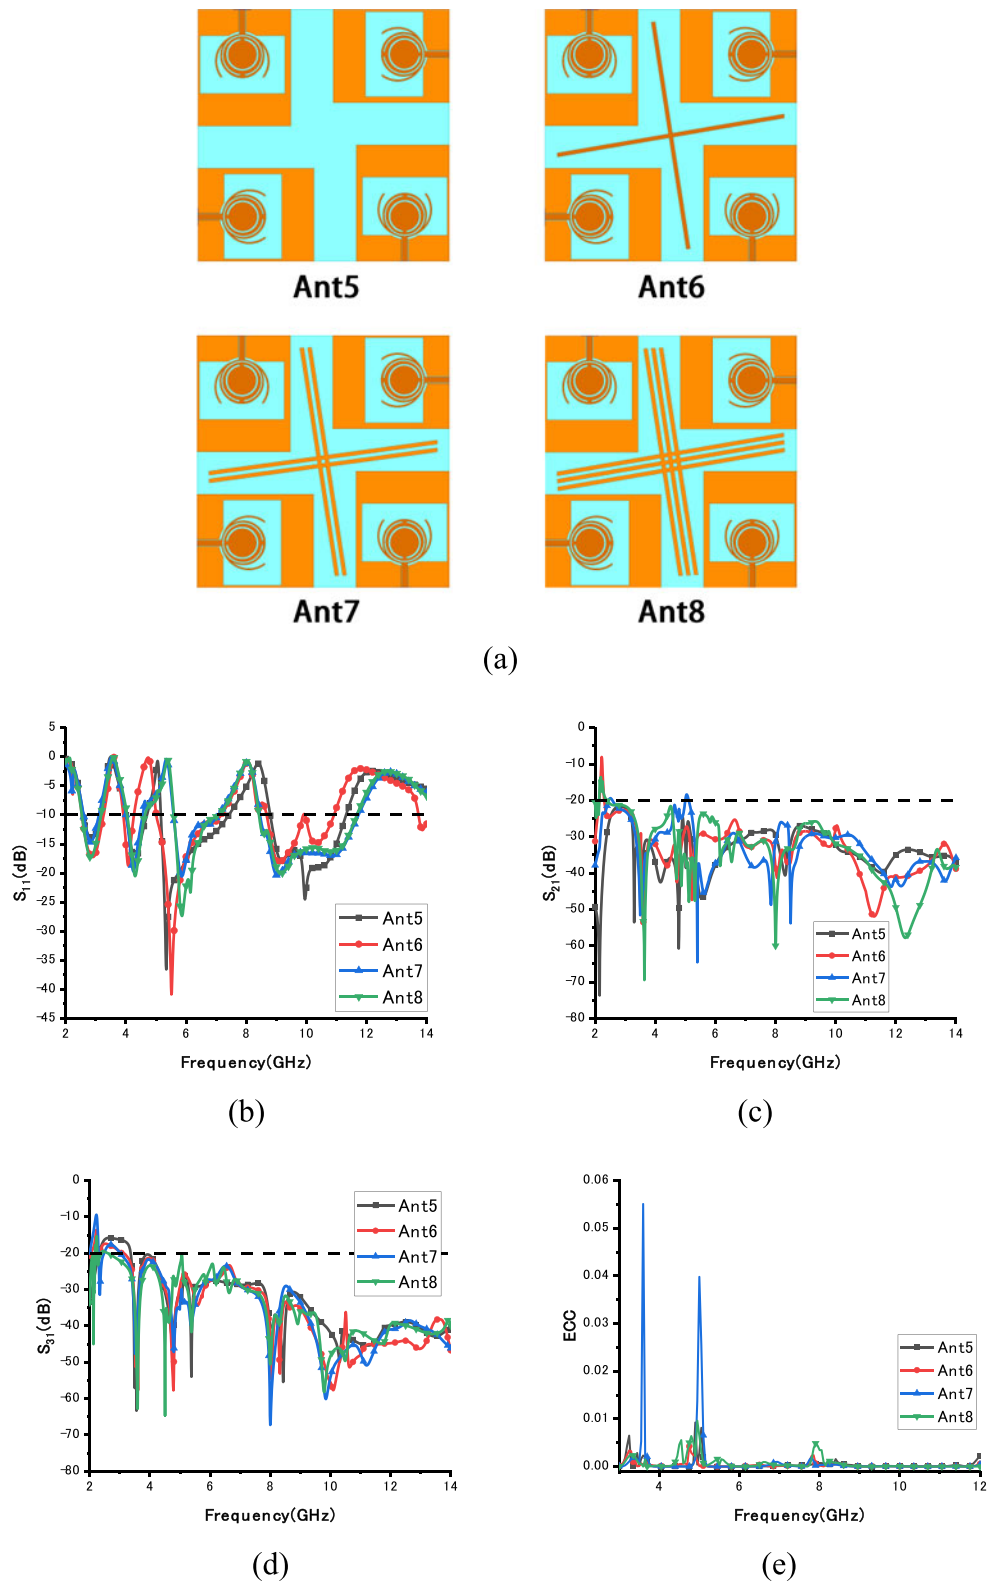 Ant5
Ant6
Ant7
Ant8
(a)
5
0
-5
-10
-15
-20
-25
-30
-35
-40
-45
S11(dB)
Ant5
Ant6
Ant7
Ant8
2 4 6 8 10 12 14
Frequency(GHz)
(b)
0
-10
-20
-30
-40
-50
-60
-70
-80
S21(dB)
Ant5
Ant6
Ant7
Ant8
2 4 6 8 10 12 14
Frequency(GHz)
(c)
0
-10
-20
-30
-40
-50
-60
-70
-80
S31(dB)
Ant5
Ant6
Ant7
Ant8
2 4 6 8 10 12 14
Frequency(GHz)
(d)
0.06
0.05
0.04
0.03
0.02
0.01
0.00
ECC
Ant5
Ant6
Ant7
Ant8
4 6 8 10 12
Frequency(GHz)
(e)